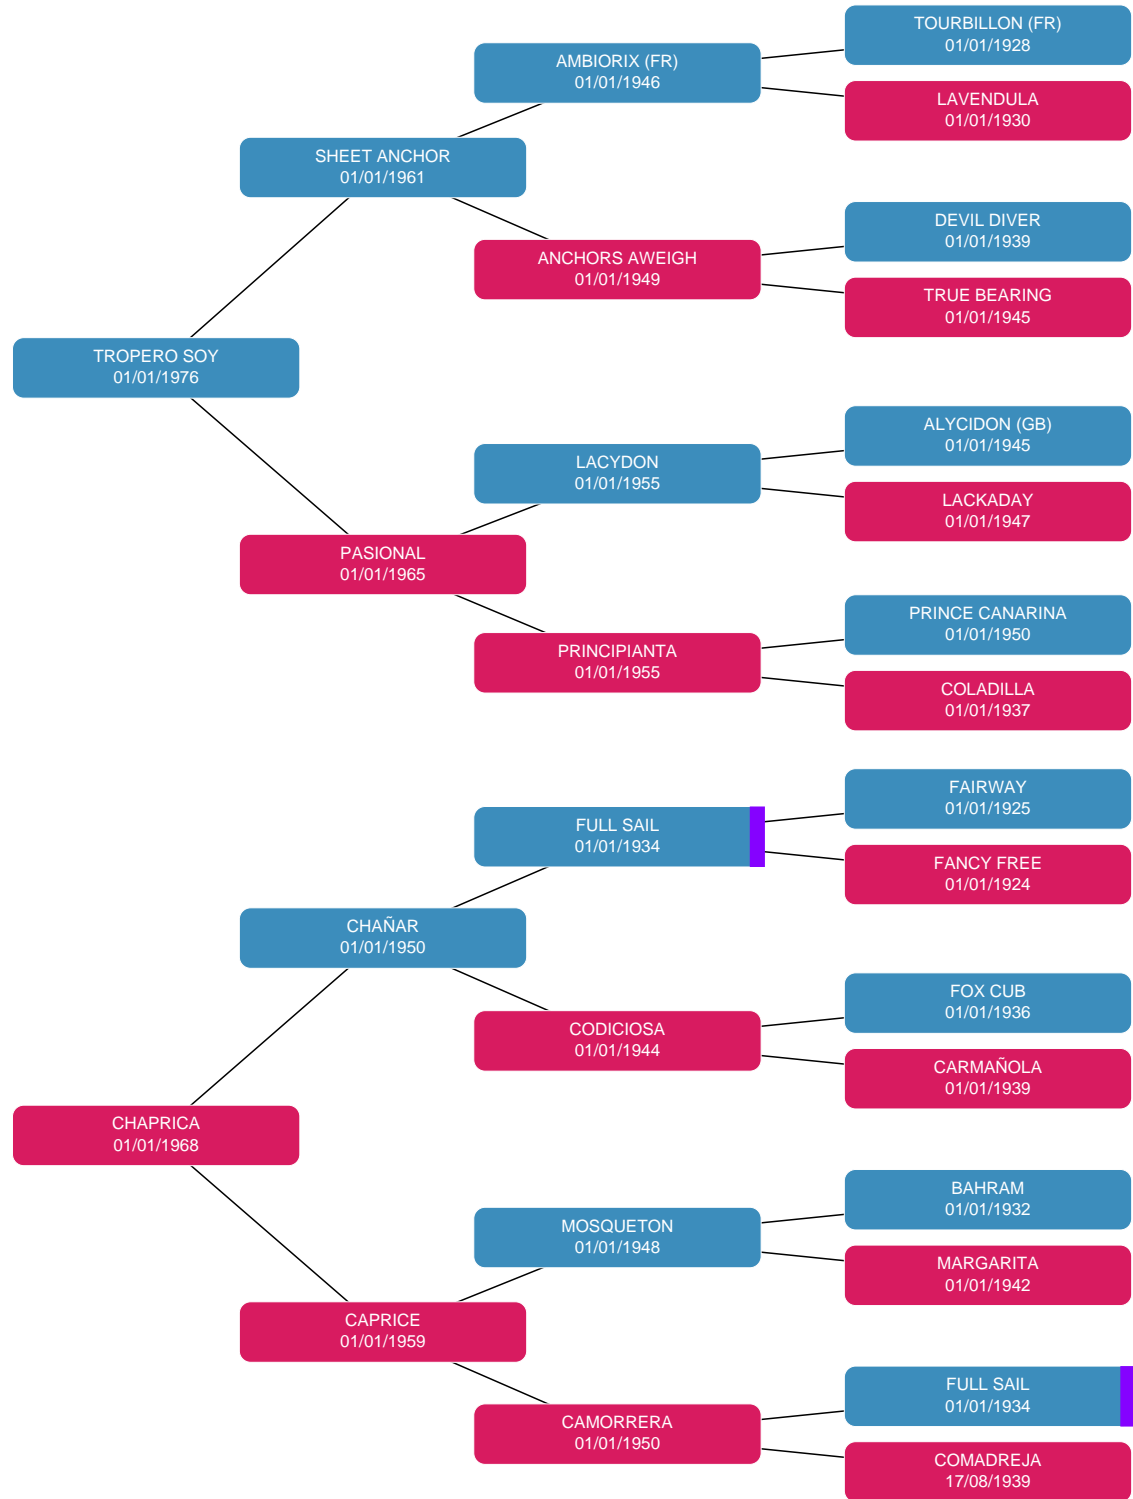 TOURBILLON (FR)
01/01/1928
AMBIORIX (FR)
01/01/1946
LAVENDULA
01/01/1930
SHEET ANCHOR
01/01/1961
DEVIL DIVER
01/01/1939
ANCHORS AWEIGH
01/01/1949
TRUE BEARING
01/01/1945
TROPERO SOY
01/01/1976
ALYCIDON (GB)
01/01/1945
LACYDON
01/01/1955
LACKADAY
01/01/1947
PASIONAL
01/01/1965
PRINCE CANARINA
01/01/1950
PRINCIPIANTA
01/01/1955
COLADILLA
01/01/1937
FAIRWAY
01/01/1925
FULL SAIL
01/01/1934
FANCY FREE
01/01/1924
CHAÑAR
01/01/1950
FOX CUB
01/01/1936
CODICIOSA
01/01/1944
CARMAÑOLA
01/01/1939
CHAPRICA
01/01/1968
BAHRAM
01/01/1932
MOSQUETON
01/01/1948
MARGARITA
01/01/1942
CAPRICE
01/01/1959
FULL SAIL
01/01/1934
CAMORRERA
01/01/1950
COMADREJA
17/08/1939